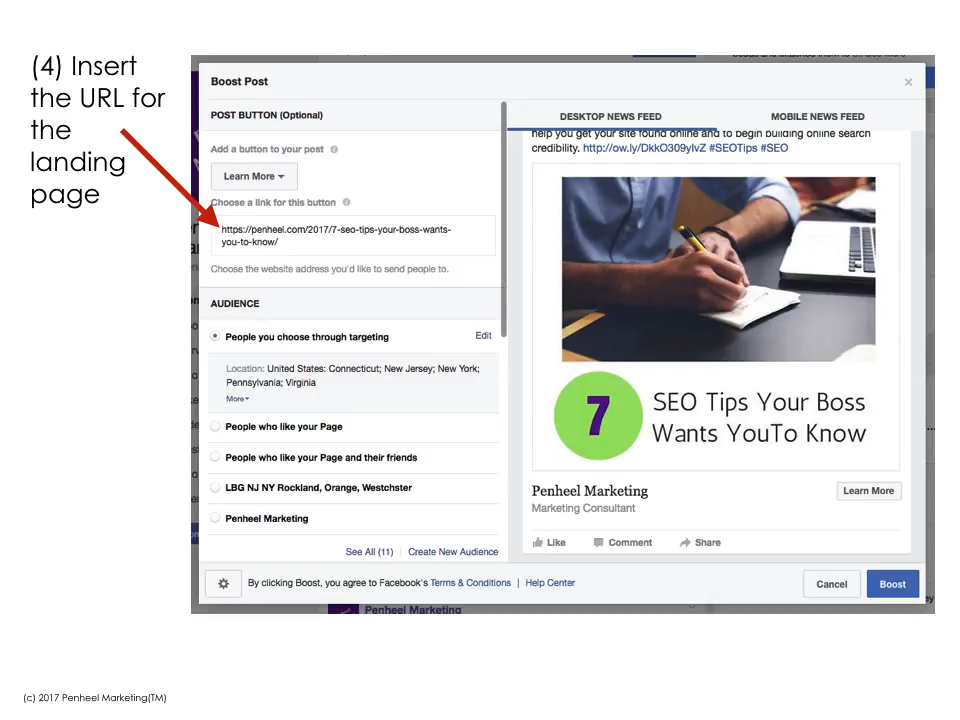 (4) Insert
the URL for
the
landing
page
Boost Post
×
POST BUTTON (Optional)
Add a button to your post
Learn More
Choose a link for this button
https://penheel.com/2017/7-seo-tips-your-boss-wants-
you-to-know/
Choose the website address you'd like to send people to.
AUDIENCE
People you choose through targeting
Edit
Location: United States: Connecticut; New Jersey; New York;
Pennsylvania; Virginia
More
People who like your Page
People who like your Page and their friends
LBG NJ NY Rockland, Orange, Westchster
Penheel Marketing
See All (11) | Create New Audience
DESKTOP NEWS FEED
MOBILE NEWS FEED
help you get your site found online and to begin building online search
credibility. http://ow.ly/DkkO309yIvZ #SEOTips #SEO
7
SEO Tips Your Boss
Wants YouTo Know
Penheel Marketing
Marketing Consultant
Learn More
Like Comment Share
By clicking Boost, you agree to Facebook's Terms & Conditions | Help Center
Cancel
Boost
Penheel Marketing
(c) 2017 Penheel Marketing(TM)